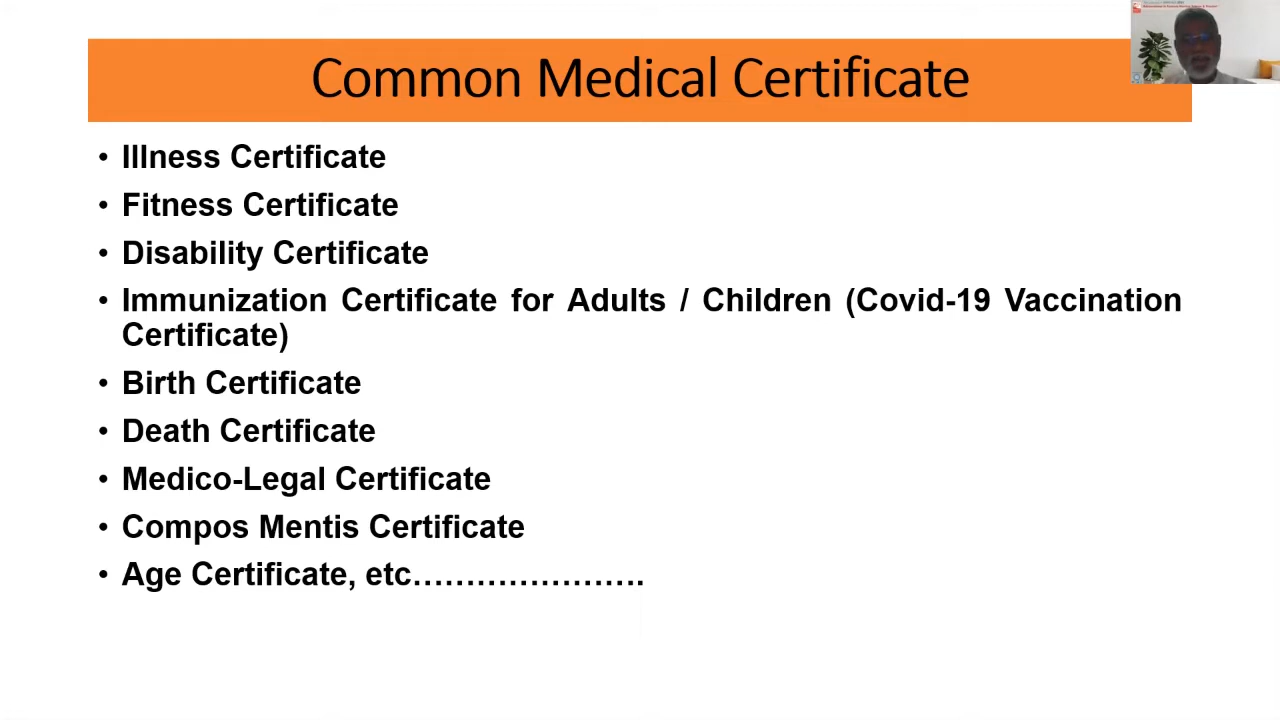 Common Medical Certificate
• Illness Certificate
• Fitness Certificate
• Disability Certificate
• Immunization Certificate for Adults / Children (Covid-19 Vaccination
Certificate)
• Birth Certificate
• Death Certificate
• Medico-Legal Certificate
• Compos Mentis Certificate
• Age Certificate, etc…………………….